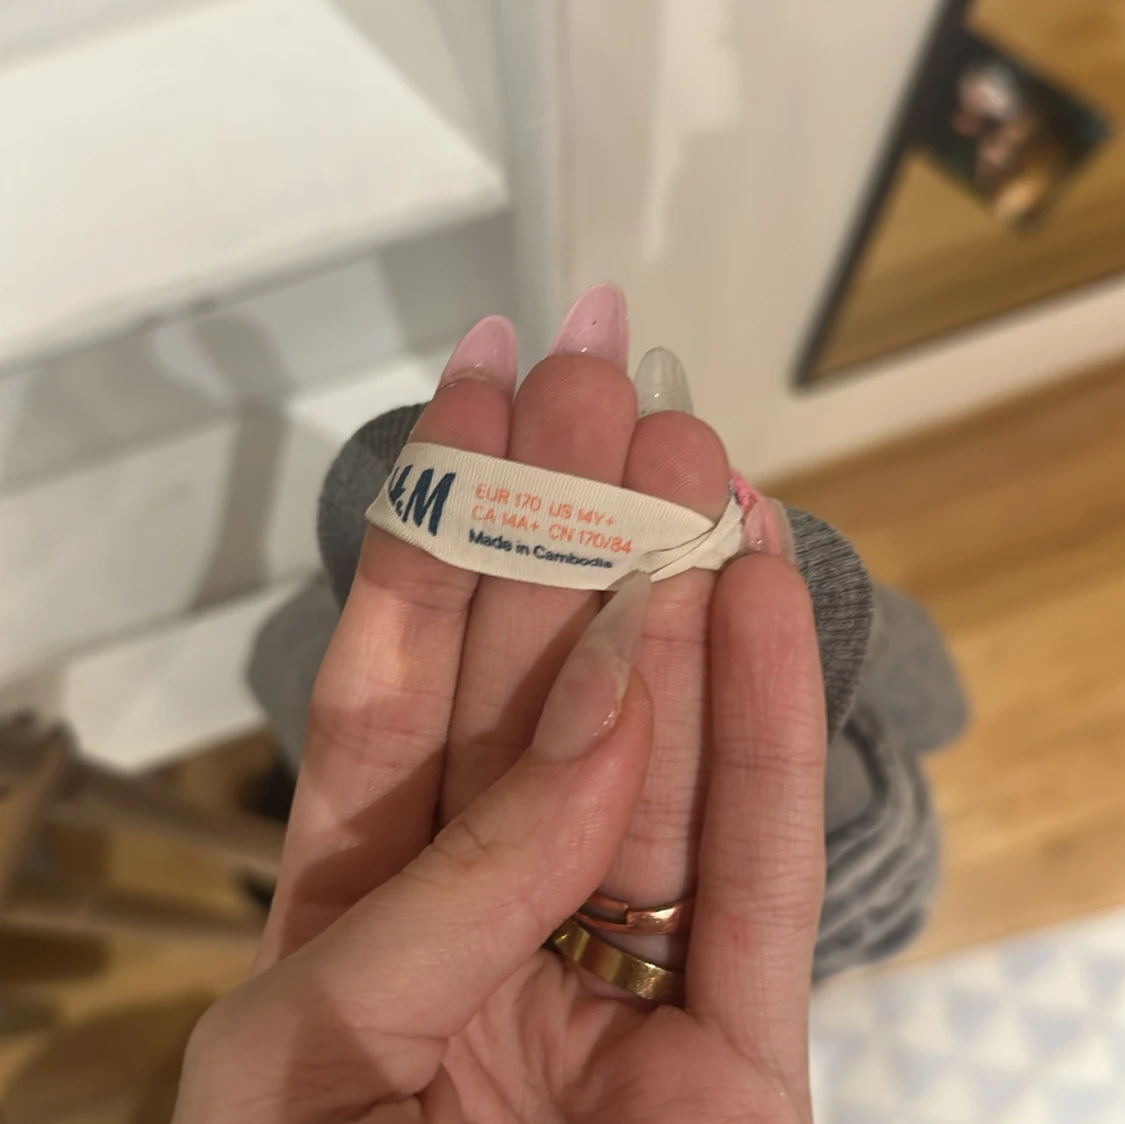 H&M
EUR 170 US 14Y+
CA 14A+ CN 170/84
Made in Cambodia